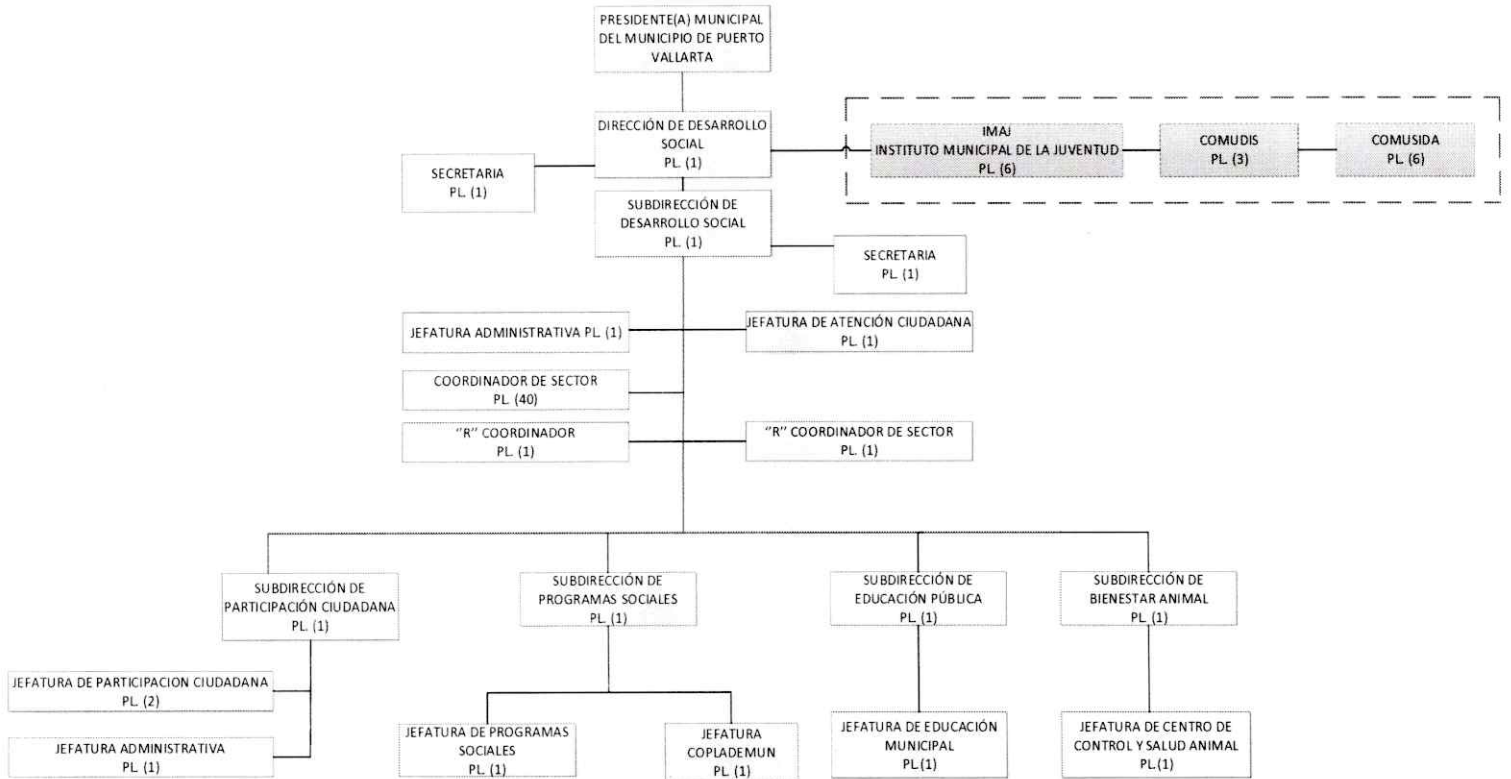 PRESIDENTE(A) MUNICIPAL
DEL MUNICIPIO DE PUERTO
VALLARTA
DIRECCIÓN DE DESARROLLO
SOCIAL
PL. (1)
IMAJ
INSTITUTO MUNICIPAL DE LA JUVENTUD
PL. (6)
COMUDIS
PL. (3)
COMUSIDA
PL. (6)
SECRETARIA
PL. (1)
SUBDIRECCIÓN DE
DESARROLLO SOCIAL
PL. (1)
SECRETARIA
PL. (1)
JEFATURA ADMINISTRATIVA PL. (1)
JEFATURA DE ATENCIÓN CIUDADANA
PL. (1)
COORDINADOR DE SECTOR
PL. (40)
"R" COORDINADOR
PL. (1)
"R" COORDINADOR DE SECTOR
PL. (1)
SUBDIRECCIÓN DE
PARTICIPACIÓN CIUDADANA
PL. (1)
SUBDIRECCIÓN DE
PROGRAMAS SOCIALES
PL. (1)
SUBDIRECCIÓN DE
EDUCACIÓN PÚBLICA
PL. (1)
SUBDIRECCIÓN DE
BIENESTAR ANIMAL
PL. (1)
JEFATURA DE PARTICIPACION CIUDADANA
PL. (2)
JEFATURA ADMINISTRATIVA
PL. (1)
JEFATURA DE PROGRAMAS
SOCIALES
PL. (1)
JEFATURA
COPLADEMUN
PL. (1)
JEFATURA DE EDUCACIÓN
MUNICIPAL
PL.(1)
JEFATURA DE CENTRO DE
CONTROL Y SALUD ANIMAL
PL.(1)